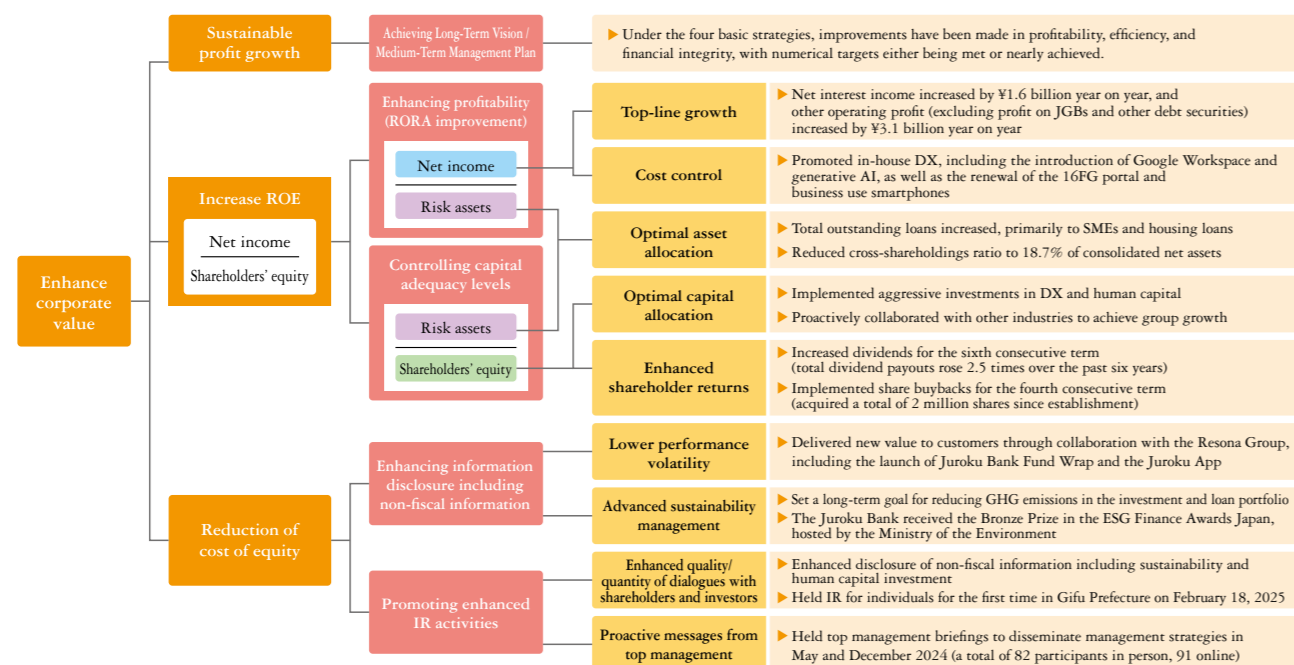 Enhance
corporate
value
Sustainable
profit growth
Achieving Long-Term Vision /
Medium-Term Management Plan
▶ Under the four basic strategies, improvements have been made in profitability, efficiency, and
financial integrity, with numerical targets either being met or nearly achieved.
Increase ROE
Net income
Shareholders' equity
Enhancing profitability
(RORA improvement)
Net income
Risk assets
Controlling capital
adequacy levels
Risk assets
Shareholders' equity
Top-line growth
▶ Net interest income increased by ¥1.6 billion year on year, and
other operating profit (excluding profit on JGBs and other debt securities)
increased by ¥3.1 billion year on year
Cost control
▶ Promoted in-house DX, including the introduction of Google Workspace and
generative AI, as well as the renewal of the 16FG portal and
business use smartphones
Optimal asset
allocation
▶ Total outstanding loans increased, primarily to SMEs and housing loans
▶ Reduced cross-shareholdings ratio to 18.7% of consolidated net assets
Optimal capital
allocation
▶ Implemented aggressive investments in DX and human capital
▶ Proactively collaborated with other industries to achieve group growth
Enhanced
shareholder returns
▶ Increased dividends for the sixth consecutive term
(total dividend payouts rose 2.5 times over the past six years)
▶ Implemented share buybacks for the fourth consecutive term
(acquired a total of 2 million shares since establishment)
Reduction of
cost of equity
Enhancing information
disclosure including
non-fiscal information
Lower performance
volatility
▶ Delivered new value to customers through collaboration with the Resona Group,
including the launch of Juroku Bank Fund Wrap and the Juroku App
Advanced sustainability
management
▶ Set a long-term goal for reducing GHG emissions in the investment and loan portfolio
▶ The Juroku Bank received the Bronze Prize in the ESG Finance Awards Japan,
hosted by the Ministry of the Environment
Promoting enhanced
IR activities
Enhanced quality/
quantity of dialogues with
shareholders and investors
▶ Enhanced disclosure of non-fiscal information including sustainability and
human capital investment
▶ Held IR for individuals for the first time in Gifu Prefecture on February 18, 2025
Proactive messages from
top management
▶ Held top management briefings to disseminate management strategies in
May and December 2024 (a total of 82 participants in person, 91 online)